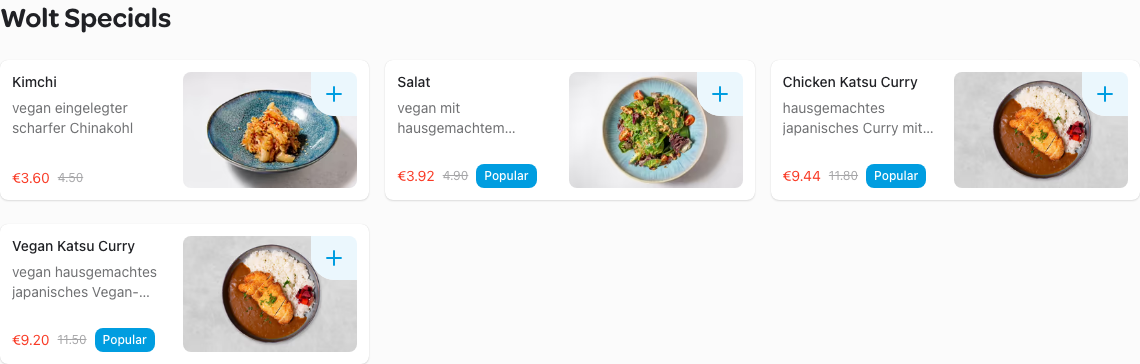 Wolt Specials
Kimchi
vegan eingelegter
scharfer Chinakohl
€3.60 4.50
Salat
vegan mit
hausgemachtem...
€3.92 4.90 Popular
Chicken Katsu Curry
hausgemachtes
japanisches Curry mit...
€9.44 11.80 Popular
Vegan Katsu Curry
vegan hausgemachtes
japanisches Vegan-...
€9.20 11.50 Popular